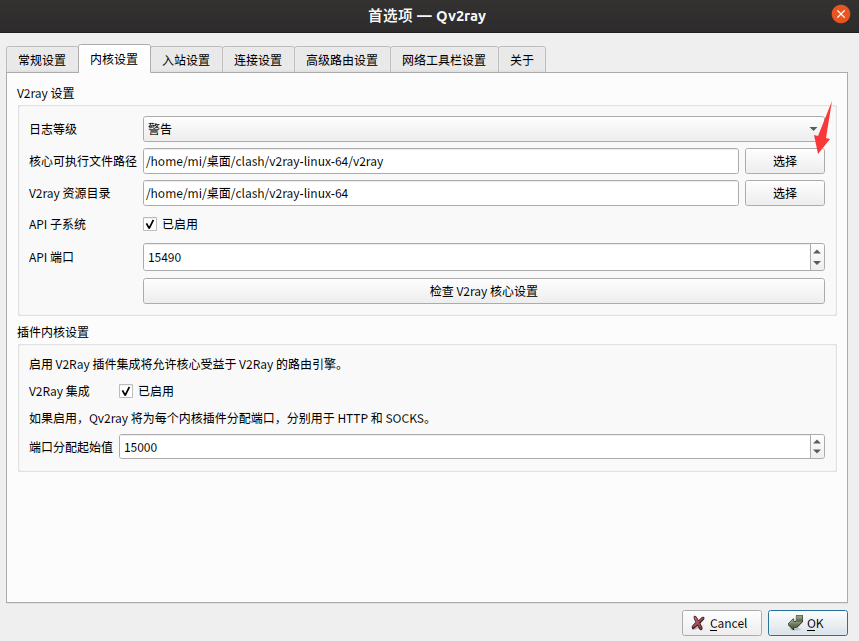 首选项 — Qv2ray
常规设置 内核设置 入站设置 连接设置 高级路由设置 网络工具栏设置 关于
V2ray 设置
日志等级 警告
核心可执行文件路径 /home/mi/桌面/clash/v2ray-linux-64/v2ray 选择
V2ray 资源目录 /home/mi/桌面/clash/v2ray-linux-64 选择
API 子系统 已启用
API 端口 15490
检查 V2ray 核心设置
插件内核设置
启用 V2Ray 插件集成将允许核心受益于 V2Ray 的路由引擎。
V2Ray 集成 已启用
如果启用，Qv2ray 将为每个内核插件分配端口，分别用于 HTTP 和 SOCKS。
端口分配起始值 15000
Cancel OK